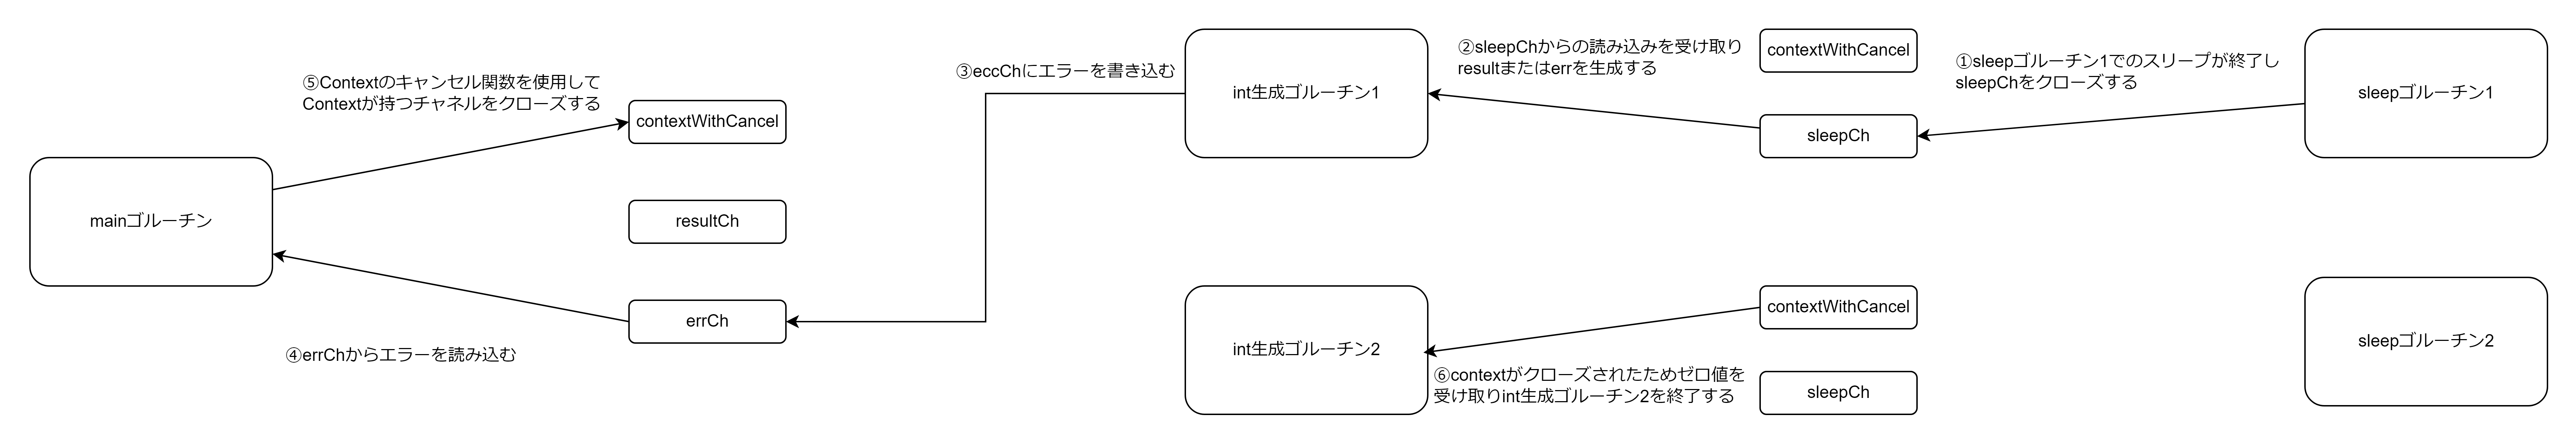 ⑤Contextのキャンセル関数を使用して
Contextが持つチャネルをクローズする
mainゴルーチン
contextWithCancel
resultCh
errCh
④errChからエラーを読み込む
③eccChにエラーを書き込む
int生成ゴルーチン1
②sleepChからの読み込みを受け取り
resultまたはerrを生成する
contextWithCancel
sleepCh
①sleepゴルーチン1でのスリープが終了し
sleepChをクローズする
sleepゴルーチン1
int生成ゴルーチン2
contextWithCancel
⑥contextがクローズされたためゼロ値を
受け取りint生成ゴルーチン2を終了する
sleepCh
sleepゴルーチン2